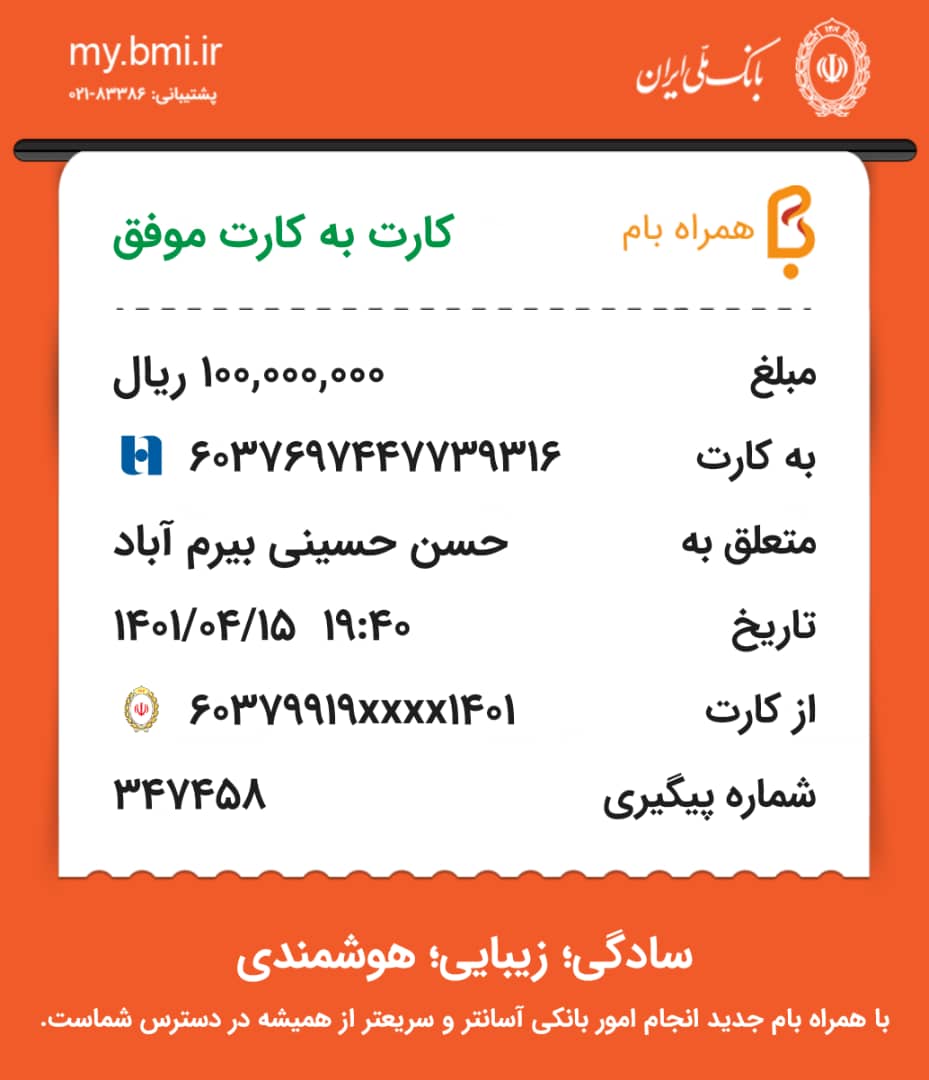 my.bmi.ir
پشتیبانی: ۸۳۳۸۶-۰۲۱
بانک ملی ایران
همراه بام
کارت به کارت موفق
مبلغ ۱۰۰,۰۰۰,۰۰۰ ریال
به کارت ۶۰۳۷۶۹۷۴۴۷۷۳۹۳۱۶
متعلق به حسن حسینی بیرم آباد
تاریخ ۱۴۰۱/۰۴/۱۵ ۱۹:۴۰
از کارت ۶۰۳۷۹۹۱۹xxxx۱۴۰۱
شماره پیگیری ۳۴۷۴۵۸
سادگی؛ زیبایی؛ هوشمندی
با همراه بام جدید انجام امور بانکی آسانتر و سریعتر از همیشه در دسترس شماست.